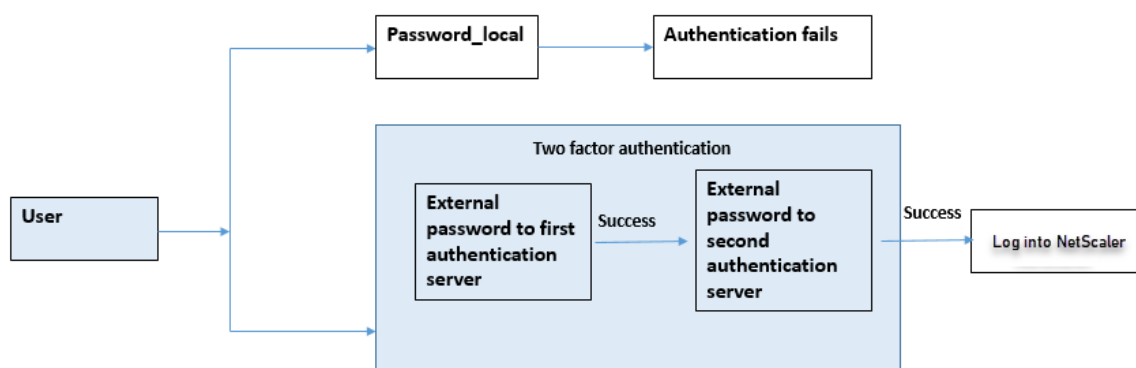 Password_local
Authentication fails
Two factor authentication
User
External
password to first
authentication
server
Success
External
password to
second
authentication
server
Success
Log into NetScaler